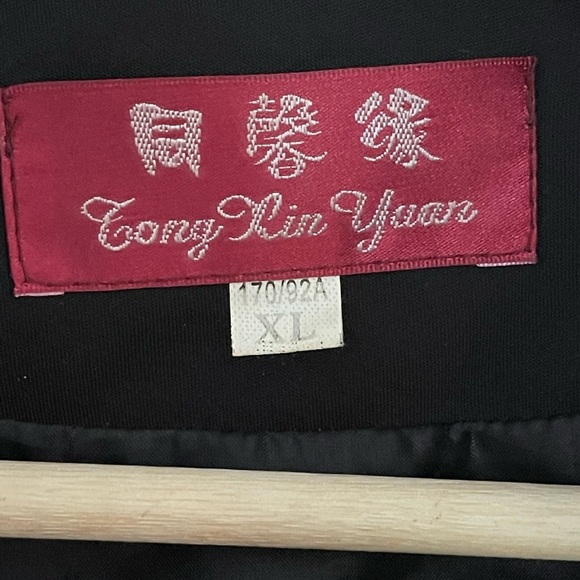 同馨缘
Tong Xin Yuan
170/92A
XL